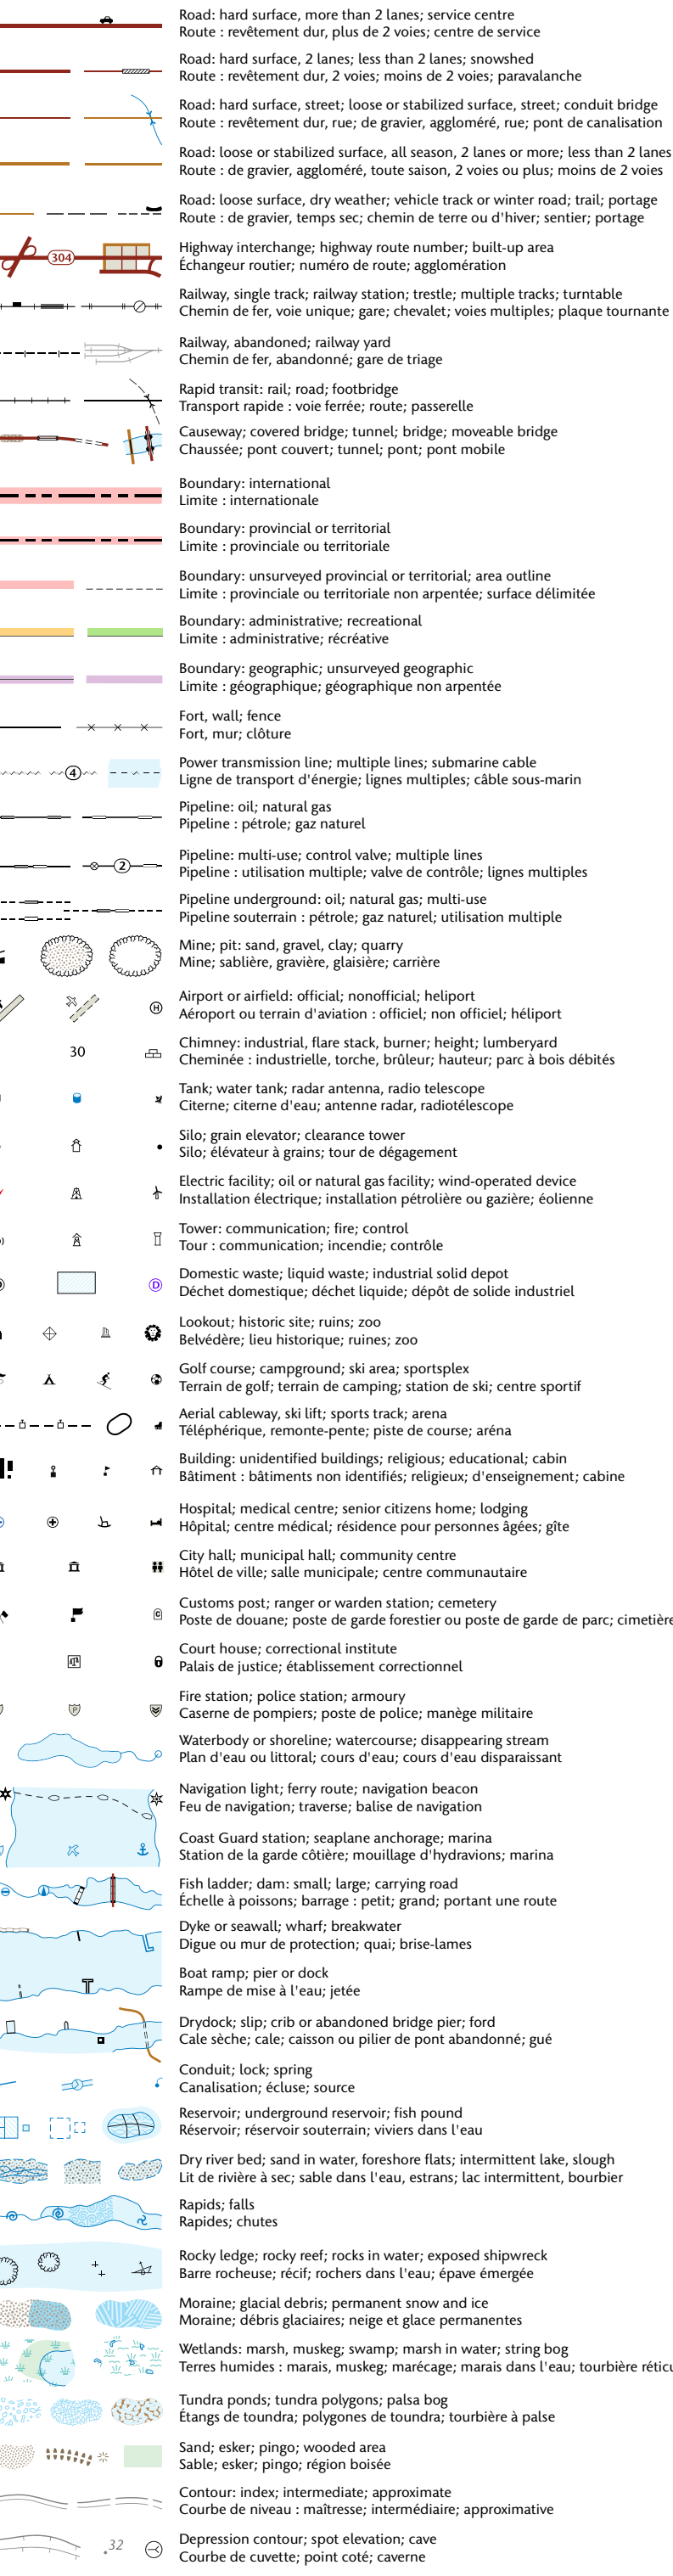 Road: hard surface, more than 2 lanes; service centre
Route : revêtement dur, plus de 2 voies; centre de service
Road: hard surface, 2 lanes; less than 2 lanes; snowshed
Route : revêtement dur, 2 voies; moins de 2 voies; paravalanche
Road: hard surface, street; loose or stabilized surface, street; conduit bridge
Route : revêtement dur, rue; de gravier, aggloméré, rue; pont de canalisation
Road: loose or stabilized surface, all season, 2 lanes or more; less than 2 lanes
Route : de gravier, aggloméré, toute saison, 2 voies ou plus; moins de 2 voies
Road: loose surface, dry weather; vehicle track or winter road; trail; portage
Route : de gravier, temps sec; chemin de terre ou d'hiver; sentier; portage
304
Highway interchange; highway route number; built-up area
Échangeur routier; numéro de route; agglomération
Railway, single track; railway station; trestle; multiple tracks; turntable
Chemin de fer, voie unique; gare; chevalet; voies multiples; plaque tournante
Railway, abandoned; railway yard
Chemin de fer, abandonné; gare de triage
Rapid transit: rail; road; footbridge
Transport rapide : voie ferrée; route; passerelle
Causeway; covered bridge; tunnel; bridge; moveable bridge
Chaussée; pont couvert; tunnel; pont; pont mobile
Boundary: international
Limite : internationale
Boundary: provincial or territorial
Limite : provinciale ou territoriale
Boundary: unsurveyed provincial or territorial; area outline
Limite : provinciale ou territoriale non arpentée; surface délimitée
Boundary: administrative; recreational
Limite : administrative; récréative
Boundary: geographic; unsurveyed geographic
Limite : géographique; géographique non arpentée
Fort, wall; fence
Fort, mur; clôture
4
Power transmission line; multiple lines; submarine cable
Ligne de transport d'énergie; lignes multiples; câble sous-marin
Pipeline: oil; natural gas
Pipeline : pétrole; gaz naturel
2
Pipeline: multi-use; control valve; multiple lines
Pipeline : utilisation multiple; valve de contrôle; lignes multiples
Pipeline underground: oil; natural gas; multi-use
Pipeline souterrain : pétrole; gaz naturel; utilisation multiple
Mine; pit: sand, gravel, clay; quarry
Mine; sablière, gravière, glaisière; carrière
H
Airport or airfield: official; nonofficial; heliport
Aéroport ou terrain d'aviation : officiel; non officiel; héliport
30
Chimney: industrial, flare stack, burner; height; lumberyard
Cheminée : industrielle, torche, brûleur; hauteur; parc à bois débités
Tank; water tank; radar antenna, radio telescope
Citerne; citerne d'eau; antenne radar, radiotélescope
Silo; grain elevator; clearance tower
Silo; élévateur à grains; tour de dégagement
Electric facility; oil or natural gas facility; wind-operated device
Installation électrique; installation pétrolière ou gazière; éolienne
Tower: communication; fire; control
Tour : communication; incendie; contrôle
D
Domestic waste; liquid waste; industrial solid depot
Déchet domestique; déchet liquide; dépôt de solide industriel
Lookout; historic site; ruins; zoo
Belvédère; lieu historique; ruines; zoo
Golf course; campground; ski area; sportsplex
Terrain de golf; terrain de camping; station de ski; centre sportif
Aerial cableway, ski lift; sports track; arena
Téléphérique, remonte-pente; piste de course; aréna
Building: unidentified buildings; religious; educational; cabin
Bâtiment : bâtiments non identifiés; religieux; d'enseignement; cabine
Hospital; medical centre; senior citizens home; lodging
Hôpital; centre médical; résidence pour personnes âgées; gîte
City hall; municipal hall; community centre
Hôtel de ville; salle municipale; centre communautaire
C
Customs post; ranger or warden station; cemetery
Poste de douane; poste de garde forestier ou poste de garde de parc; cimetière
Court house; correctional institute
Palais de justice; établissement correctionnel
P
Fire station; police station; armoury
Caserne de pompiers; poste de police; manège militaire
Waterbody or shoreline; watercourse; disappearing stream
Plan d'eau ou littoral; cours d'eau; cours d'eau disparaissant
Navigation light; ferry route; navigation beacon
Feu de navigation; traverse; balise de navigation
Coast Guard station; seaplane anchorage; marina
Station de la garde côtière; mouillage d'hydravions; marina
Fish ladder; dam: small; large; carrying road
Échelle à poissons; barrage : petit; grand; portant une route
Dyke or seawall; wharf; breakwater
Digue ou mur de protection; quai; brise-lames
Boat ramp; pier or dock
Rampe de mise à l'eau; jetée
Drydock; slip; crib or abandoned bridge pier; ford
Cale sèche; cale; caisson ou pilier de pont abandonné; gué
Conduit; lock; spring
Canalisation; écluse; source
Reservoir; underground reservoir; fish pound
Réservoir; réservoir souterrain; viviers dans l'eau
Dry river bed; sand in water, foreshore flats; intermittent lake, slough
Lit de rivière à sec; sable dans l'eau, estrans; lac intermittent, bourbier
Rapids; falls
Rapides; chutes
Rocky ledge; rocky reef; rocks in water; exposed shipwreck
Barre rocheuse; récif; rochers dans l'eau; épave émergée
Moraine; glacial debris; permanent snow and ice
Moraine; débris glaciaires; neige et glace permanentes
Wetlands: marsh, muskeg; swamp; marsh in water; string bog
Terres humides : marais, muskeg; marécage; marais dans l'eau; tourbière réticu
Tundra ponds; tundra polygons; palsa bog
Étangs de toundra; polygones de toundra; tourbière à palse
Sand; esker; pingo; wooded area
Sable; esker; pingo; région boisée
Contour: index; intermediate; approximate
Courbe de niveau : maîtresse; intermédiaire; approximative
.32
Depression contour; spot elevation; cave
Courbe de cuvette; point coté; caverne